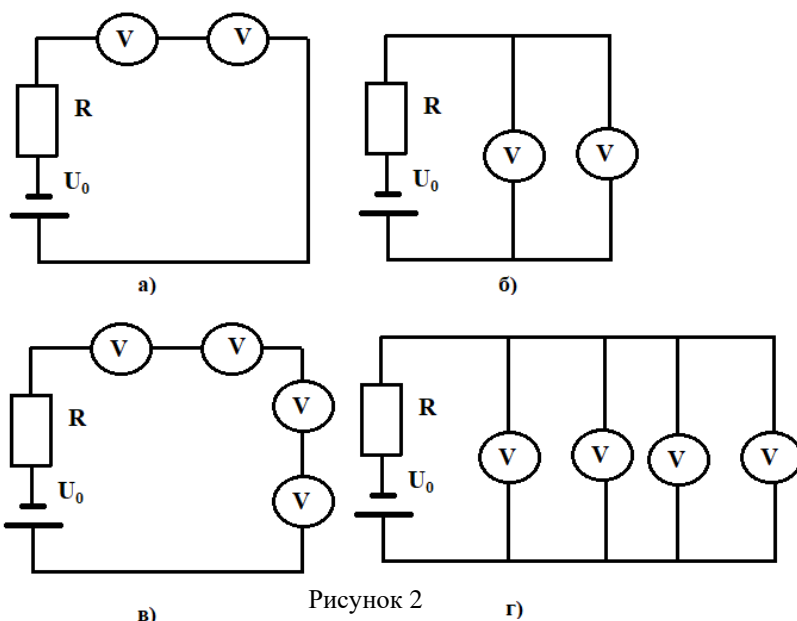 V V V V
R R
U₀ U₀
а) б)
V V V V V V V V
R R
U₀ U₀
Рисунок 2
в) г)